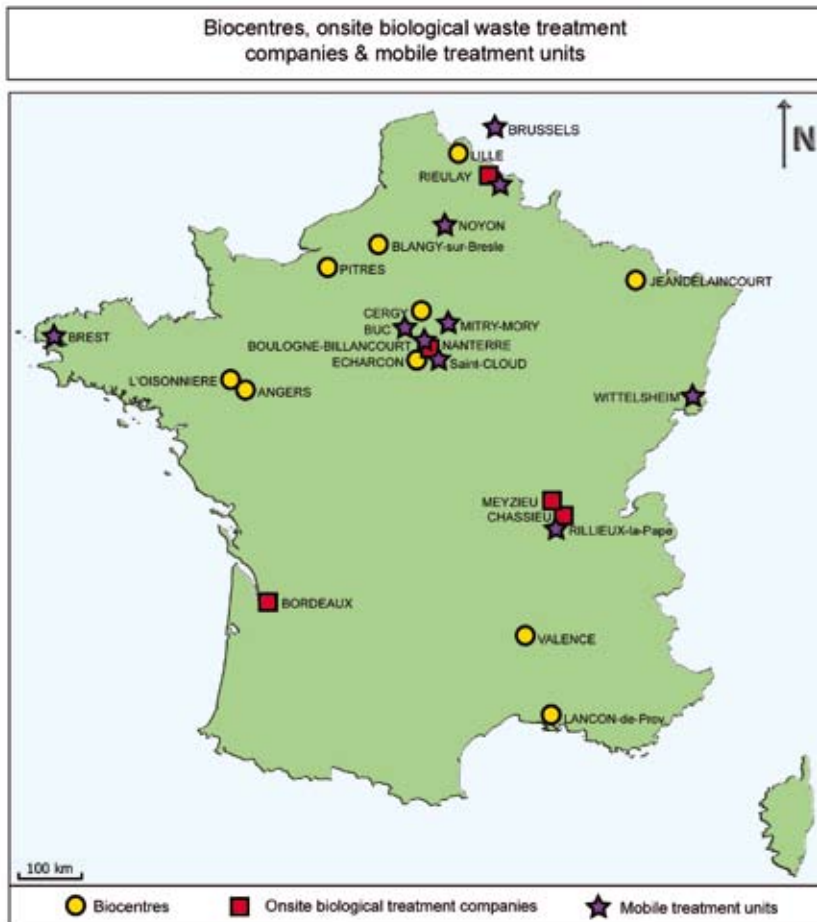 Biocentres, onsite biological waste treatment
companies & mobile treatment units
N
BRUSSELS
LILLE
RIEULAY
NOYON
BLANGY-sur-Bresle
PITRES
JEANDELAINCOURT
CERGY
MITRY-MORY
BUC
BREST
BOULOGNE-BILLANCOURT
NANTERRE
ECHARCON
Saint-CLOUD
L'OISONNIERE
ANGERS
WITTELSHEIM
MEYZIEU
CHASSIEU
RILLIEUX-la-Pape
BORDEAUX
VALENCE
LANCON-de-Prov.
100 km
Biocentres
Onsite biological treatment companies
Mobile treatment units